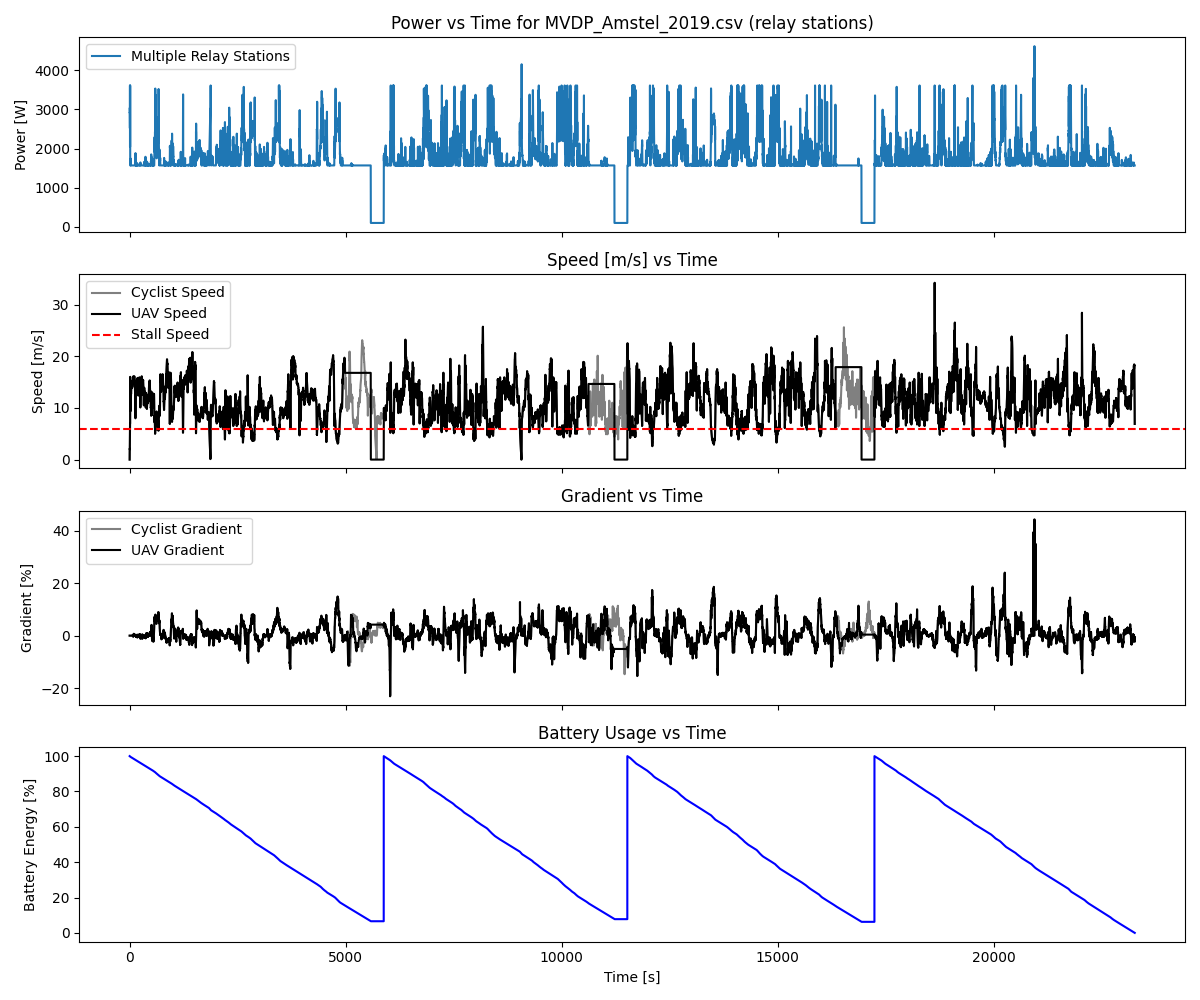 Power vs Time for MVDP_Amstel_2019.csv (relay stations)
Multiple Relay Stations
Power [W]
4000
3000
2000
1000
0
Speed [m/s] vs Time
Cyclist Speed
UAV Speed
Stall Speed
Speed [m/s]
30
20
10
0
Gradient vs Time
Cyclist Gradient
UAV Gradient
Gradient [%]
40
20
0
−20
Battery Usage vs Time
Battery Energy [%]
100
80
60
40
20
0
0 5000 10000 15000 20000
Time [s]